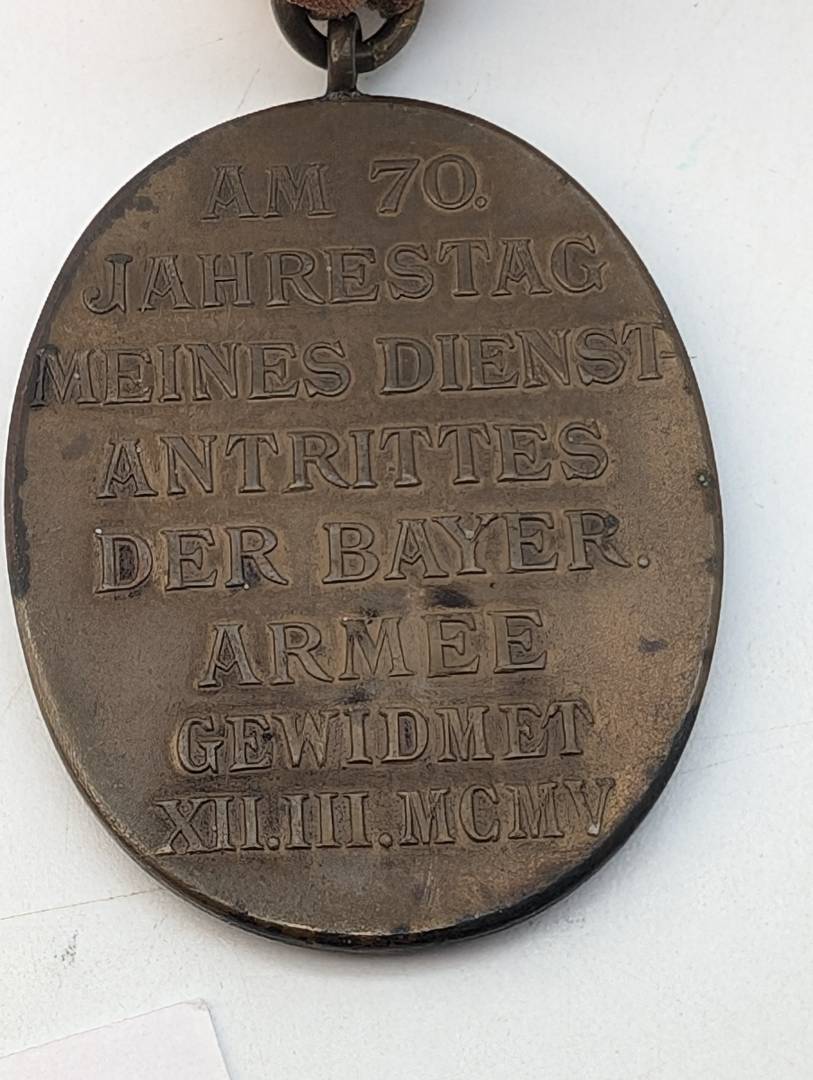 AM 70.
JAHRESTAG
MEINES DIENST-
ANTRITTES
DER BAYER.
ARMEE
GEWIDMET
XII.III.MCMV